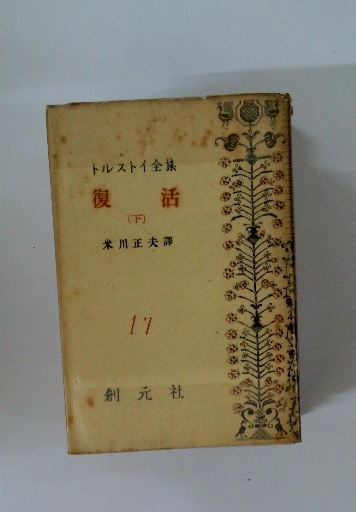 トルストイ全集
復活
(下)
米川正夫譯
17
創元社